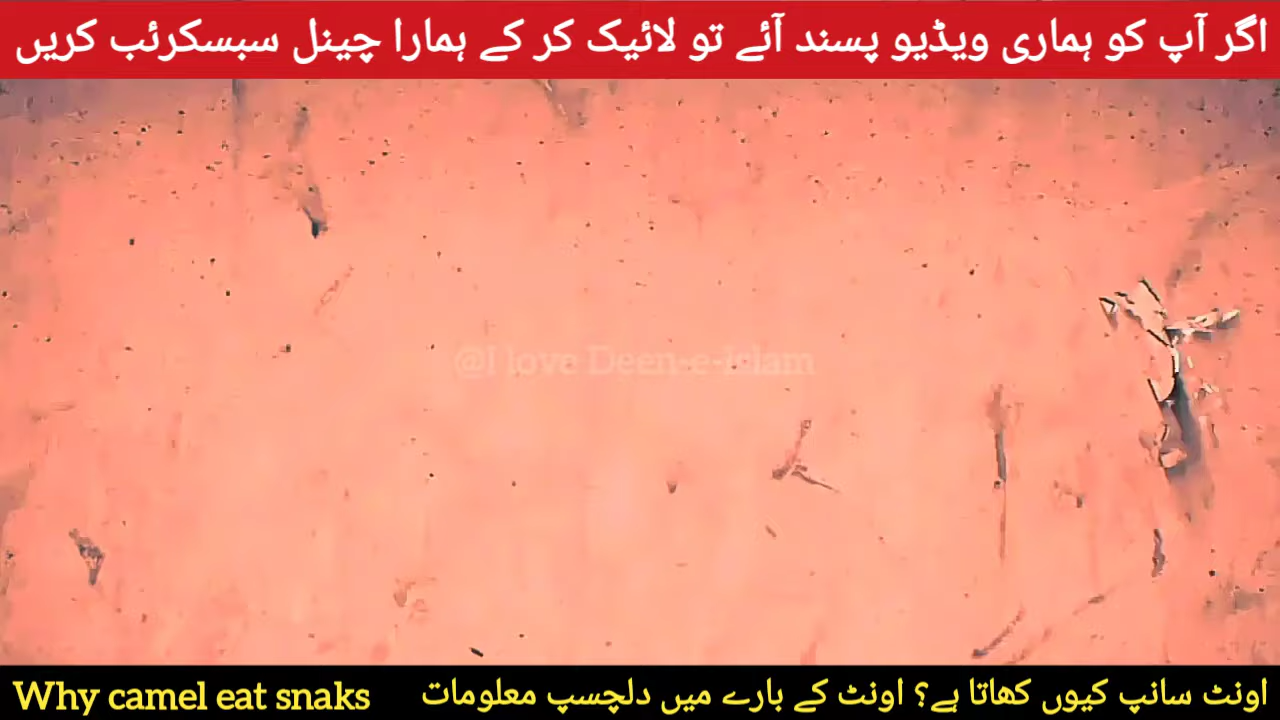 اگر آپ کو ہماری ویڈیو پسند آئے تو لائیک کر کے ہمارا چینل سبسکرئب کریں
@I love Deen-e-islam
Why camel eat snaks
اونٹ سانپ کیوں کھاتا ہے؟ اونٹ کے بارے میں دلچسپ معلومات